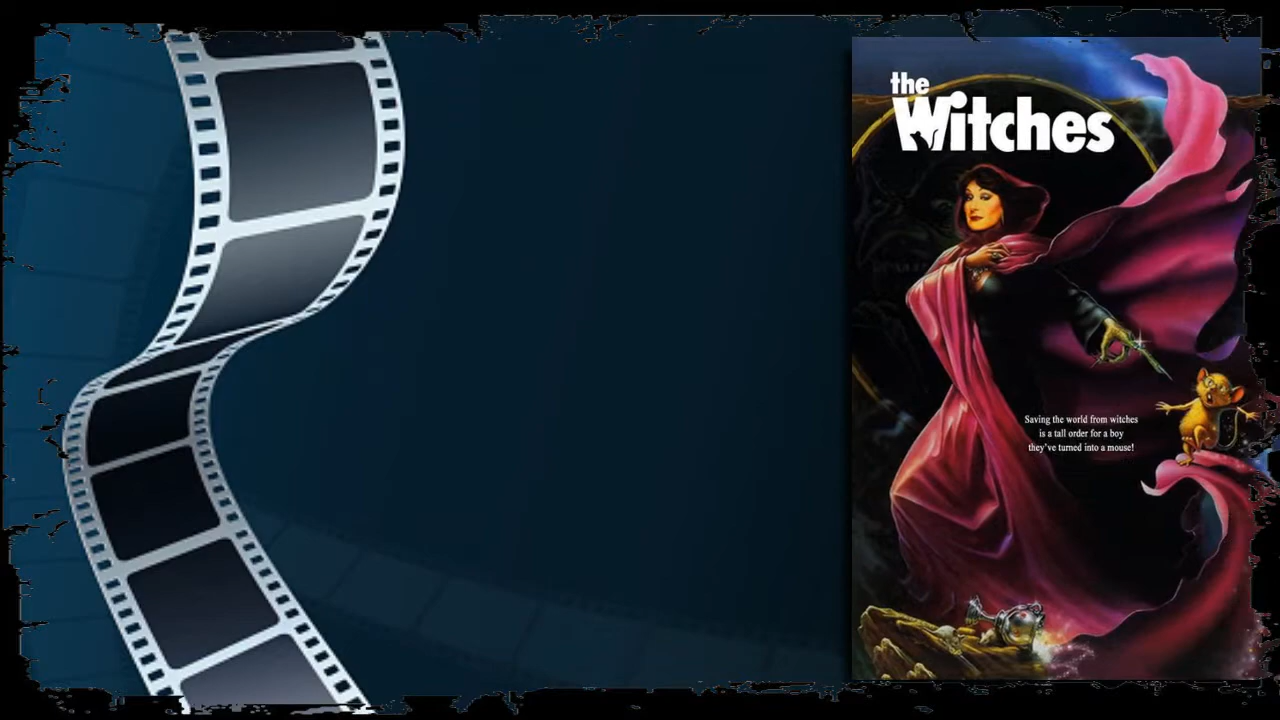 the
Witches
Saving the world from witches
is a tall order for a boy
they've turned into a mouse!